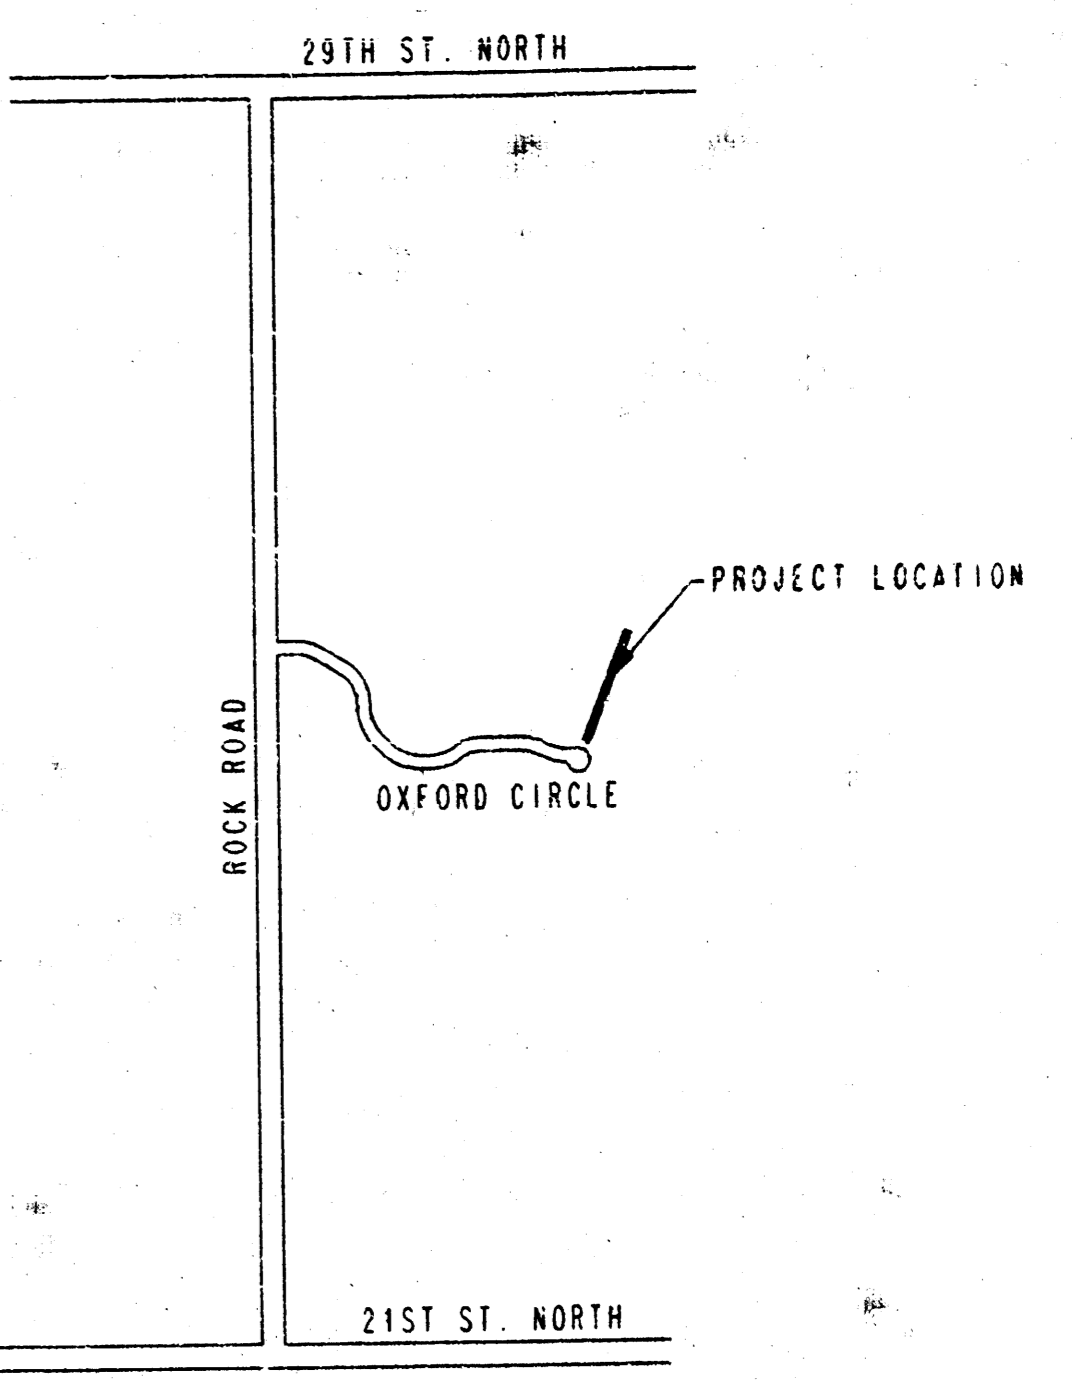 29TH ST. NORTH
PROJECT LOCATION
ROCK ROAD
OXFORD CIRCLE
21ST ST. NORTH